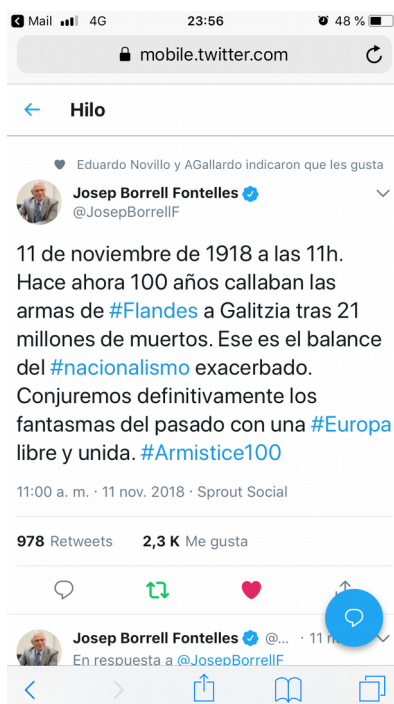 Mail 4G 23:56 48 %
mobile.twitter.com
Hilo
Eduardo Novillo y AGallardo indicaron que les gusta
Josep Borrell Fontelles
@JosepBorrellF
11 de noviembre de 1918 a las 11h.
Hace ahora 100 años callaban las
armas de #Flandes a Galitzia tras 21
millones de muertos. Ese es el balance
del #nacionalismo exacerbado.
Conjuremos definitivamente los
fantasmas del pasado con una #Europa
libre y unida. #Armistice100
11:00 a. m. · 11 nov. 2018 · Sprout Social
978 Retweets 2,3 K Me gusta
Josep Borrell Fontelles @... · 11
En respuesta a @JosepBorrellF